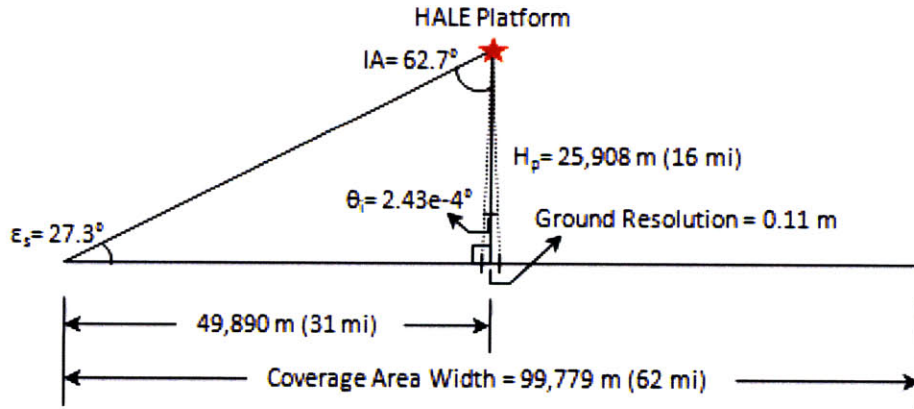 HALE Platform
IA= 62.7°
Hp= 25,908 m (16 mi)
θi= 2.43e-4°
Ground Resolution = 0.11 m
εs= 27.3°
49,890 m (31 mi)
Coverage Area Width = 99,779 m (62 mi)